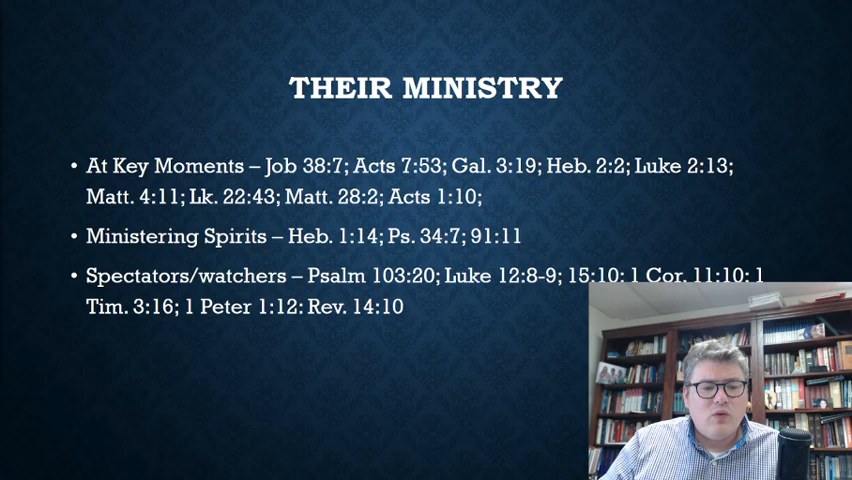 THEIR MINISTRY
• At Key Moments – Job 38:7; Acts 7:53; Gal. 3:19; Heb. 2:2; Luke 2:13;
Matt. 4:11; Lk. 22:43; Matt. 28:2; Acts 1:10;
• Ministering Spirits – Heb. 1:14; Ps. 34:7; 91:11
• Spectators/watchers – Psalm 103:20; Luke 12:8-9; 15:10; 1 Cor. 11:10; 1
Tim. 3:16; 1 Peter 1:12: Rev. 14:10